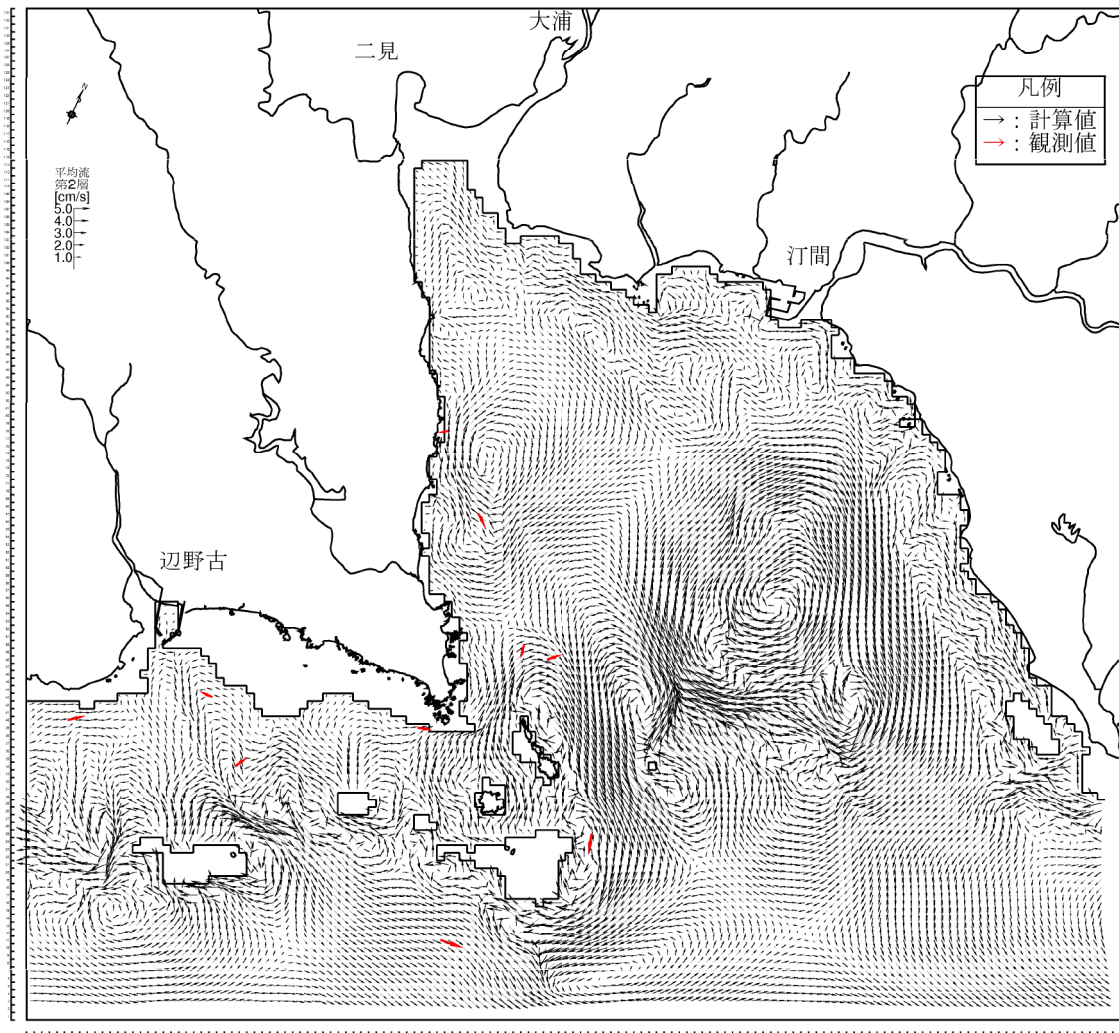 大浦
二見
N
凡例
→ : 計算値
→ : 観測値
平均流
第2層
[cm/s]
5.0
4.0
3.0
2.0
1.0
汀間
辺野古